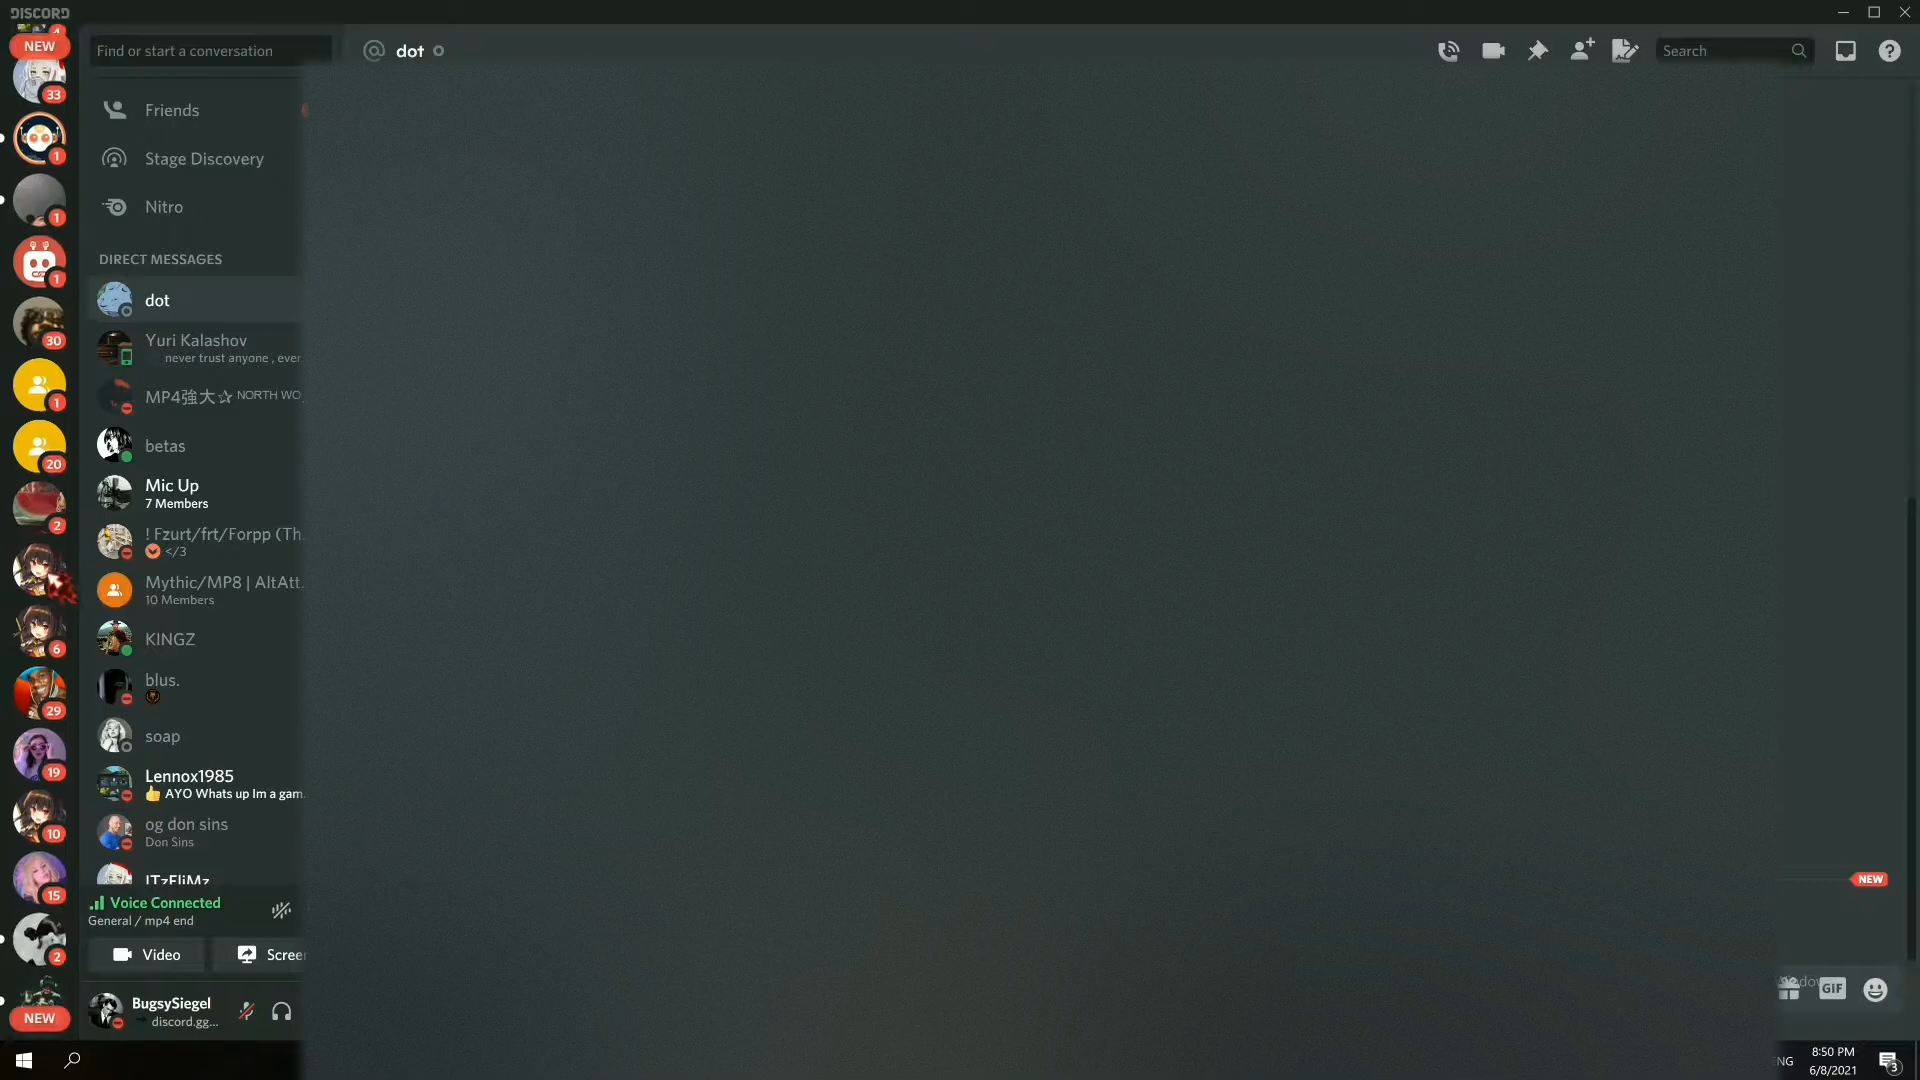 DISCORD
NEW
Find or start a conversation
dot
Search
33
Friends
1
Stage Discovery
1
Nitro
DIRECT MESSAGES
1
dot
30
Yuri Kalashov
never trust anyone , ever
1
MP4強大☆ NORTH WO
betas
20
Mic Up
7 Members
2
! Fzurt/frt/Forpp (Th...
</3
Mythic/MP8 | AltAtt...
10 Members
KINGZ
6
blus.
29
soap
19
Lennox1985
👍 AYO Whats up Im a gam
og don sins
Don Sins
10
ITzEliMz
NEW
15
Voice Connected
General / mp4 end
2
Video
Screen
GIF
BugsySiegel
discord.gg...
NEW
ENG
8:50 PM
6/8/2021
3